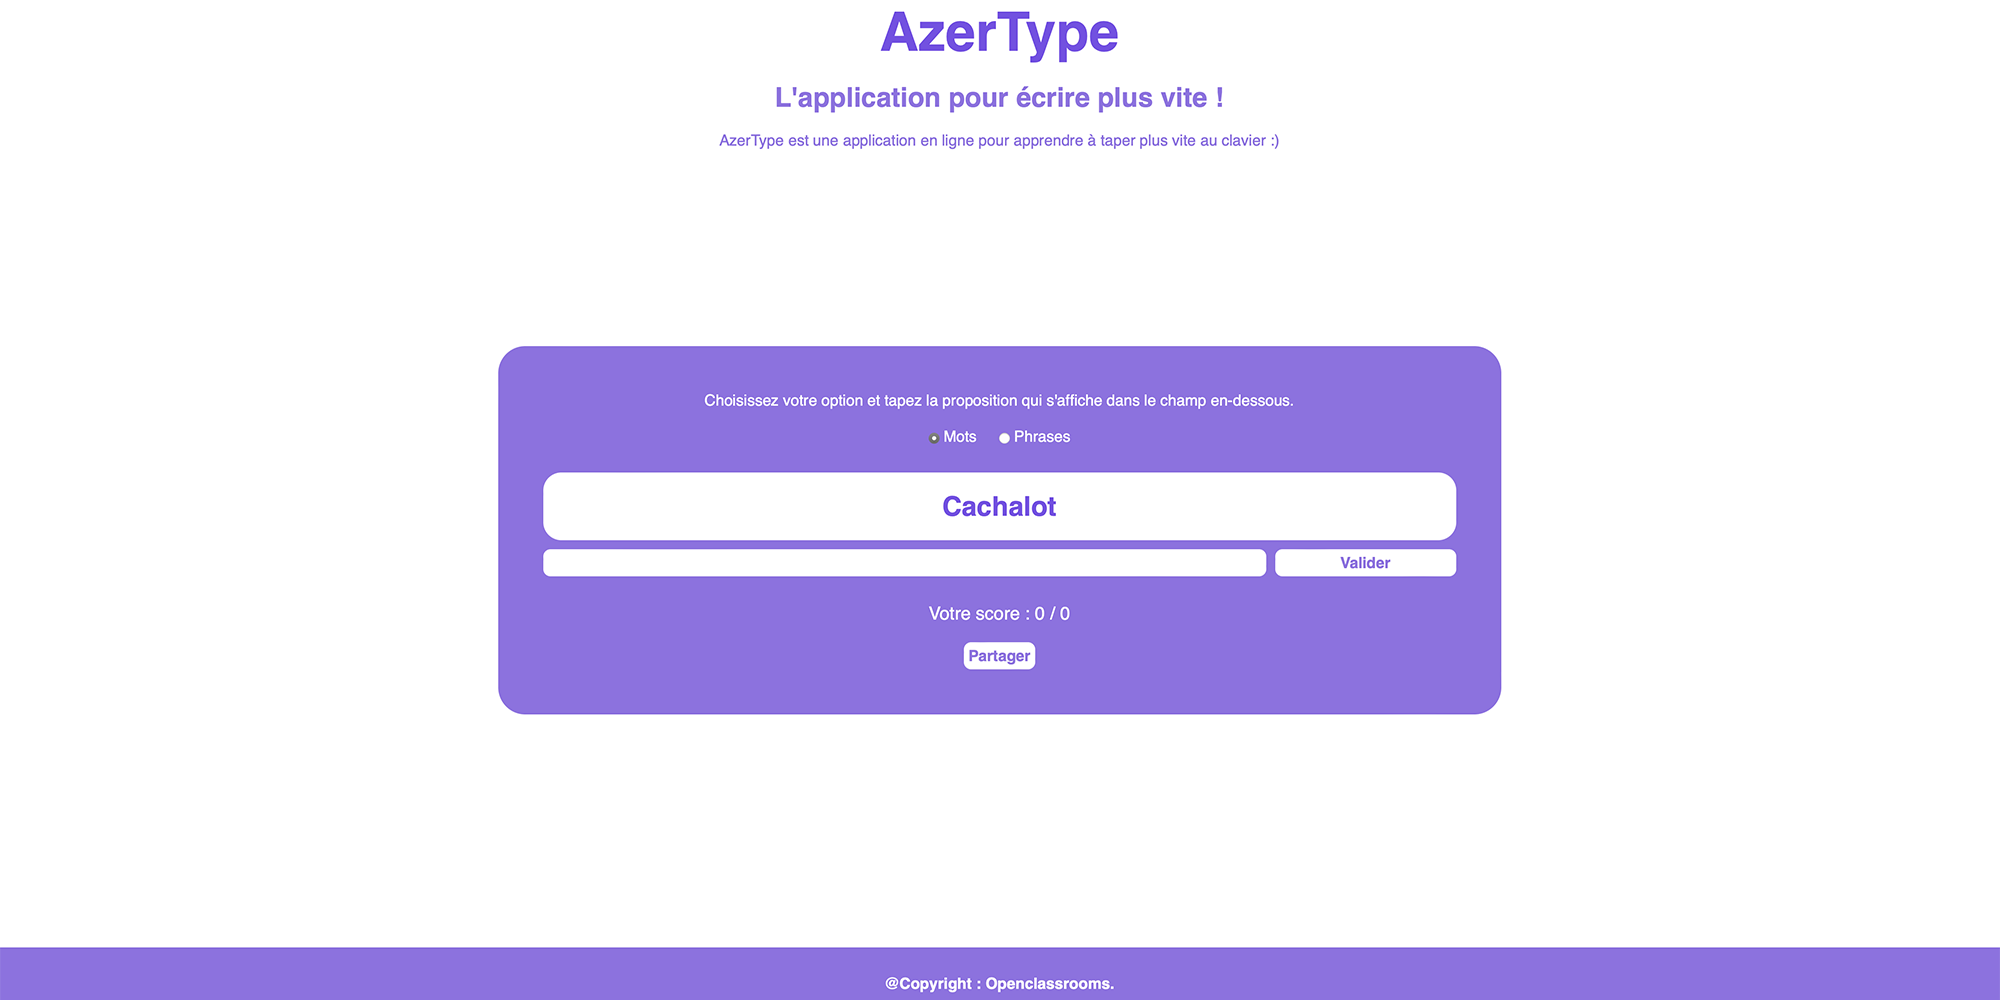 AzerType
L'application pour écrire plus vite !
AzerType est une application en ligne pour apprendre à taper plus vite au clavier :)
Choisissez votre option et tapez la proposition qui s'affiche dans le champ en-dessous.
Mots Phrases
Cachalot
Valider
Votre score : 0 / 0
Partager
@Copyright : Openclassrooms.